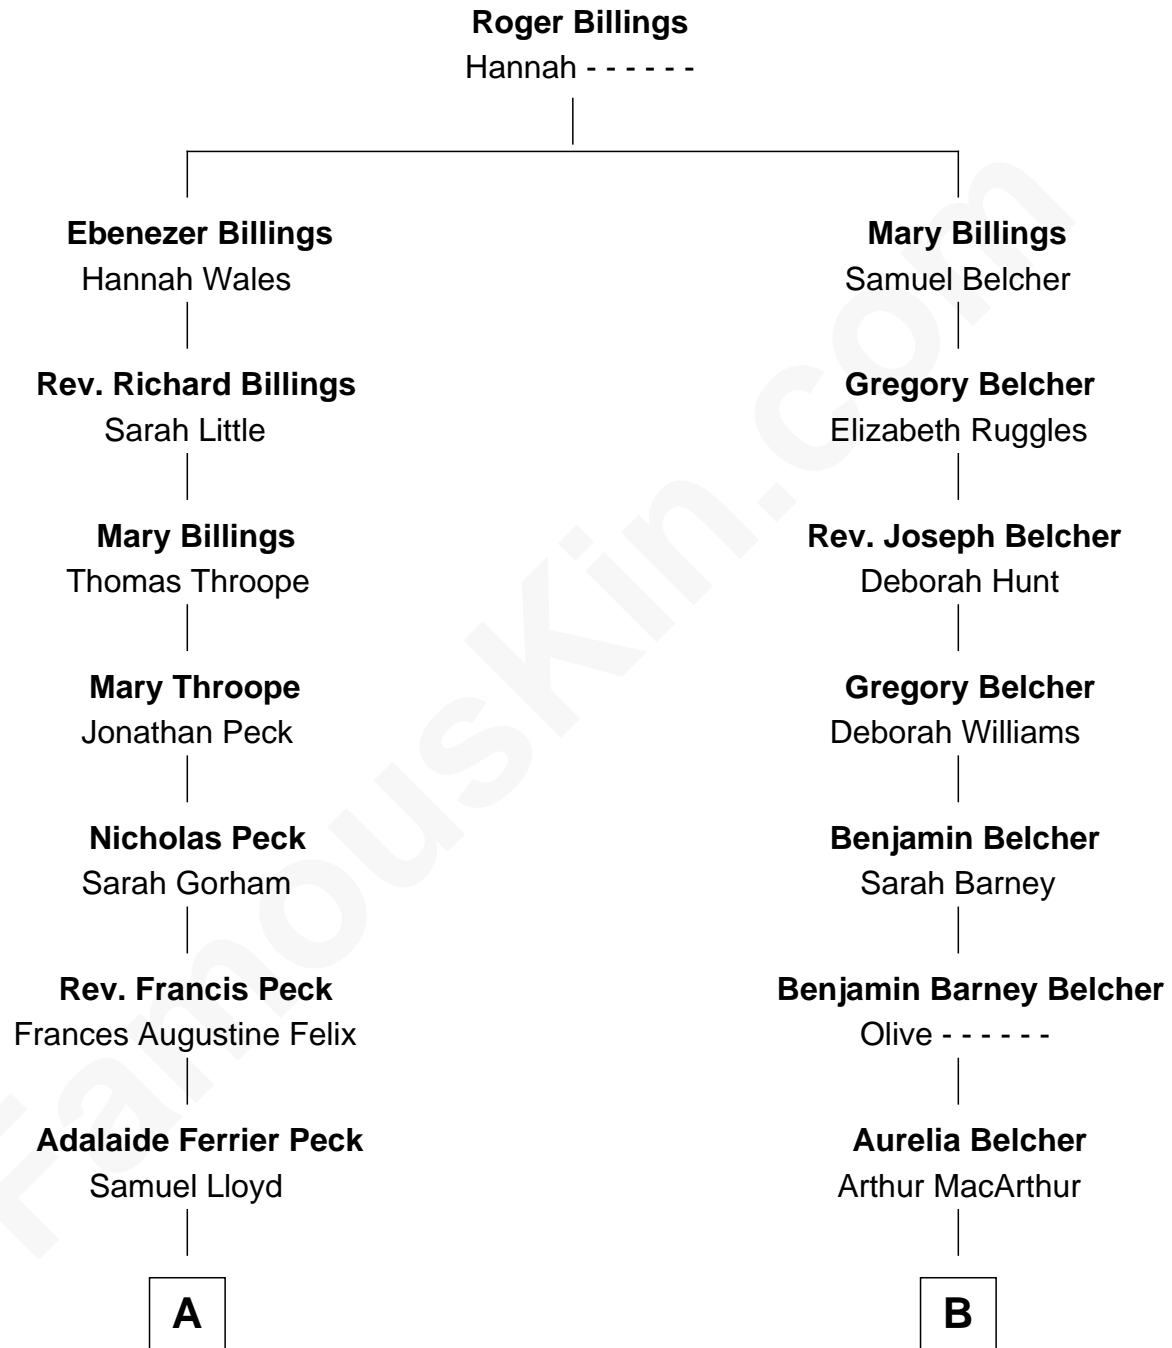 Roger Billings
Hannah - - - - - -
Ebenezer Billings
Hannah Wales
Mary Billings
Samuel Belcher
Rev. Richard Billings
Sarah Little
Gregory Belcher
Elizabeth Ruggles
Mary Billings
Thomas Throope
Rev. Joseph Belcher
Deborah Hunt
Mary Throope
Jonathan Peck
Gregory Belcher
Deborah Williams
Nicholas Peck
Sarah Gorham
Benjamin Belcher
Sarah Barney
Rev. Francis Peck
Frances Augustine Felix
Benjamin Barney Belcher
Olive - - - - - -
Adalaide Ferrier Peck
Samuel Lloyd
Aurelia Belcher
Arthur MacArthur
A
B
FamousKin.com